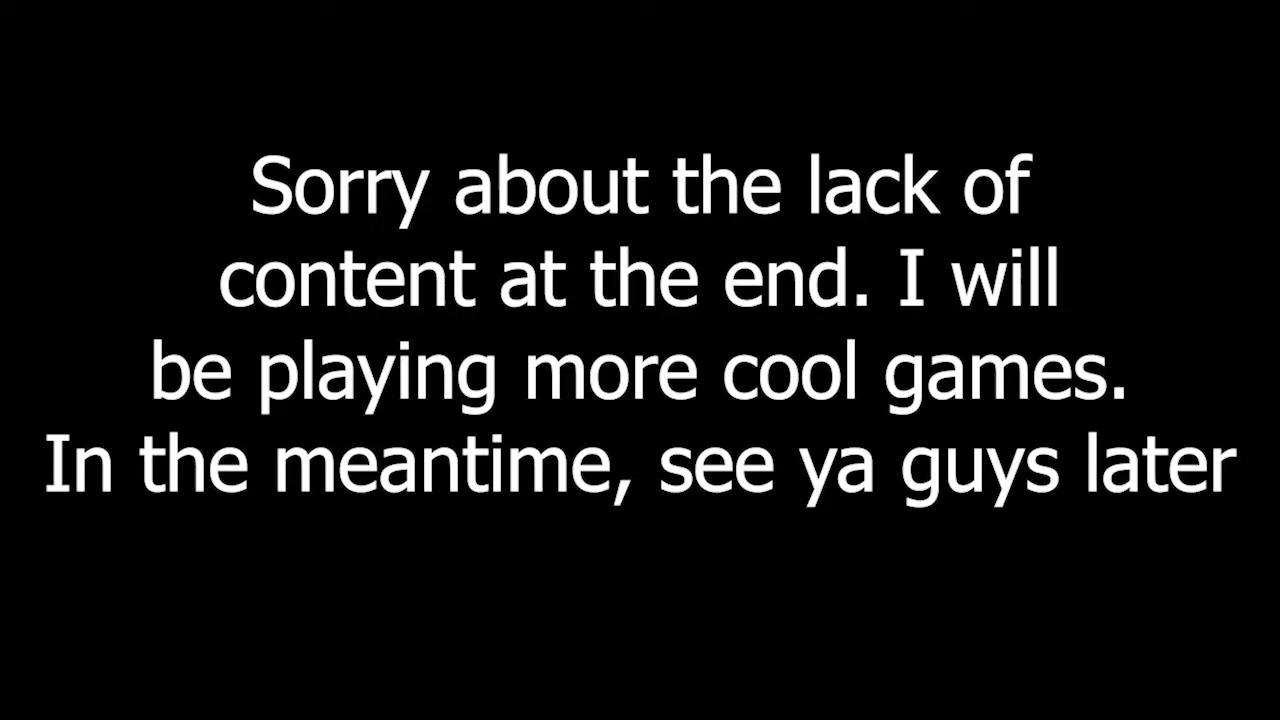 Sorry about the lack of
content at the end. I will
be playing more cool games.
In the meantime, see ya guys later